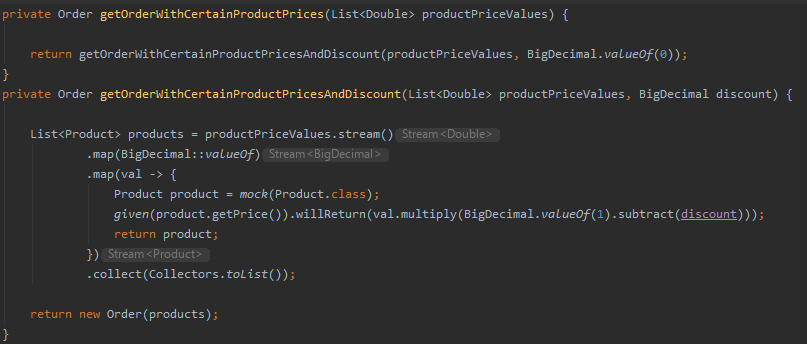 private Order getOrderWithCertainProductPrices(List<Double> productPriceValues) {
return getOrderWithCertainProductPricesAndDiscount(productPriceValues, BigDecimal.valueOf(0));
}
private Order getOrderWithCertainProductPricesAndDiscount(List<Double> productPriceValues, BigDecimal discount) {
List<Product> products = productPriceValues.stream() Stream<Double>
.map(BigDecimal::valueOf) Stream<BigDecimal>
.map(val -> {
Product product = mock(Product.class);
given(product.getPrice()).willReturn(val.multiply(BigDecimal.valueOf(1).subtract(discount)));
return product;
}) Stream<Product>
.collect(Collectors.toList());
return new Order(products);
}